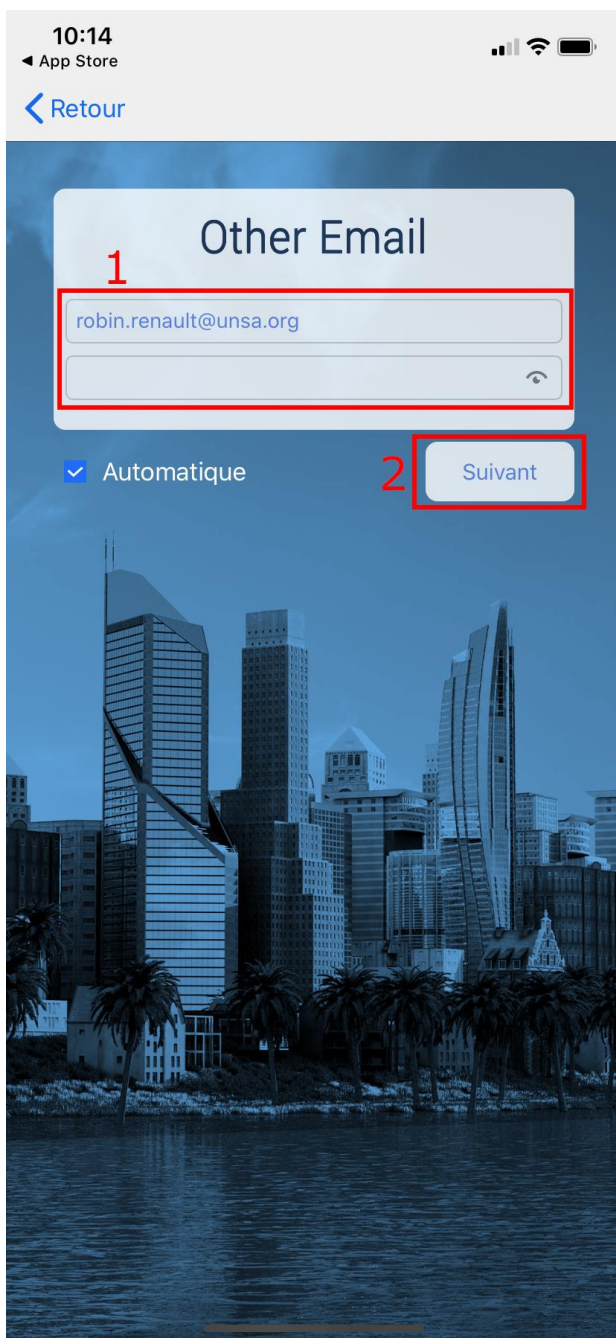 10:14
◀ App Store
Retour
Other Email
1
robin.renault@unsa.org
Automatique
2
Suivant